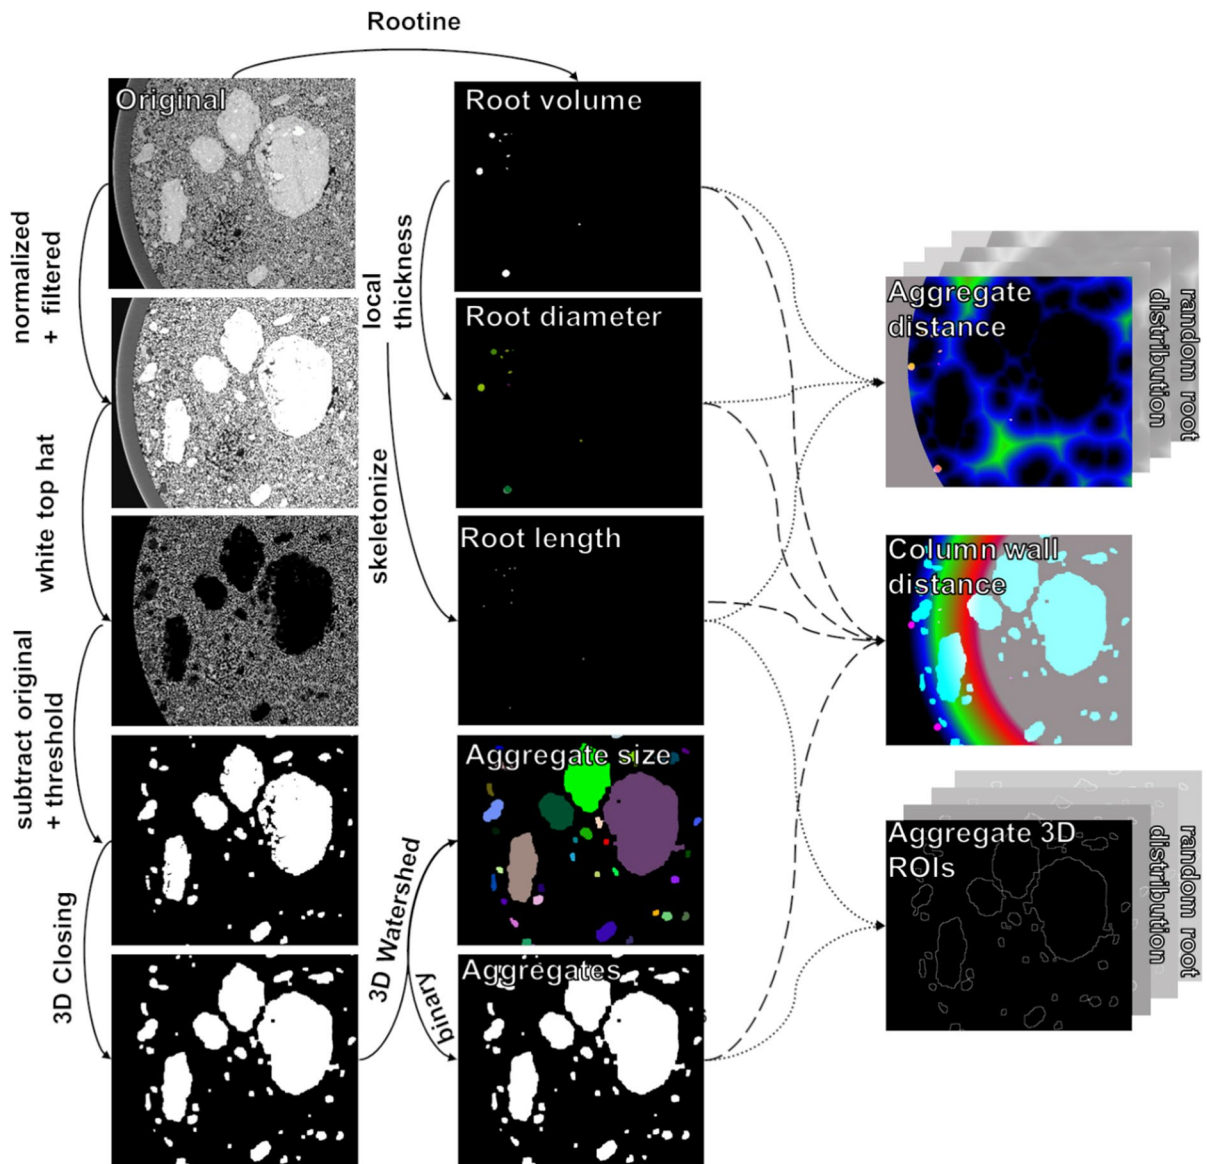 Rootine
Original
Root volume
normalized
+ filtered
local
thickness
Root diameter
Aggregate
distance
random root
distribution
white top hat
skeletonize
Root length
Column wall
distance
subtract original
+ threshold
Aggregate size
Aggregate 3D
ROIs
random root
distribution
3D Closing
3D Watershed
binary
Aggregates